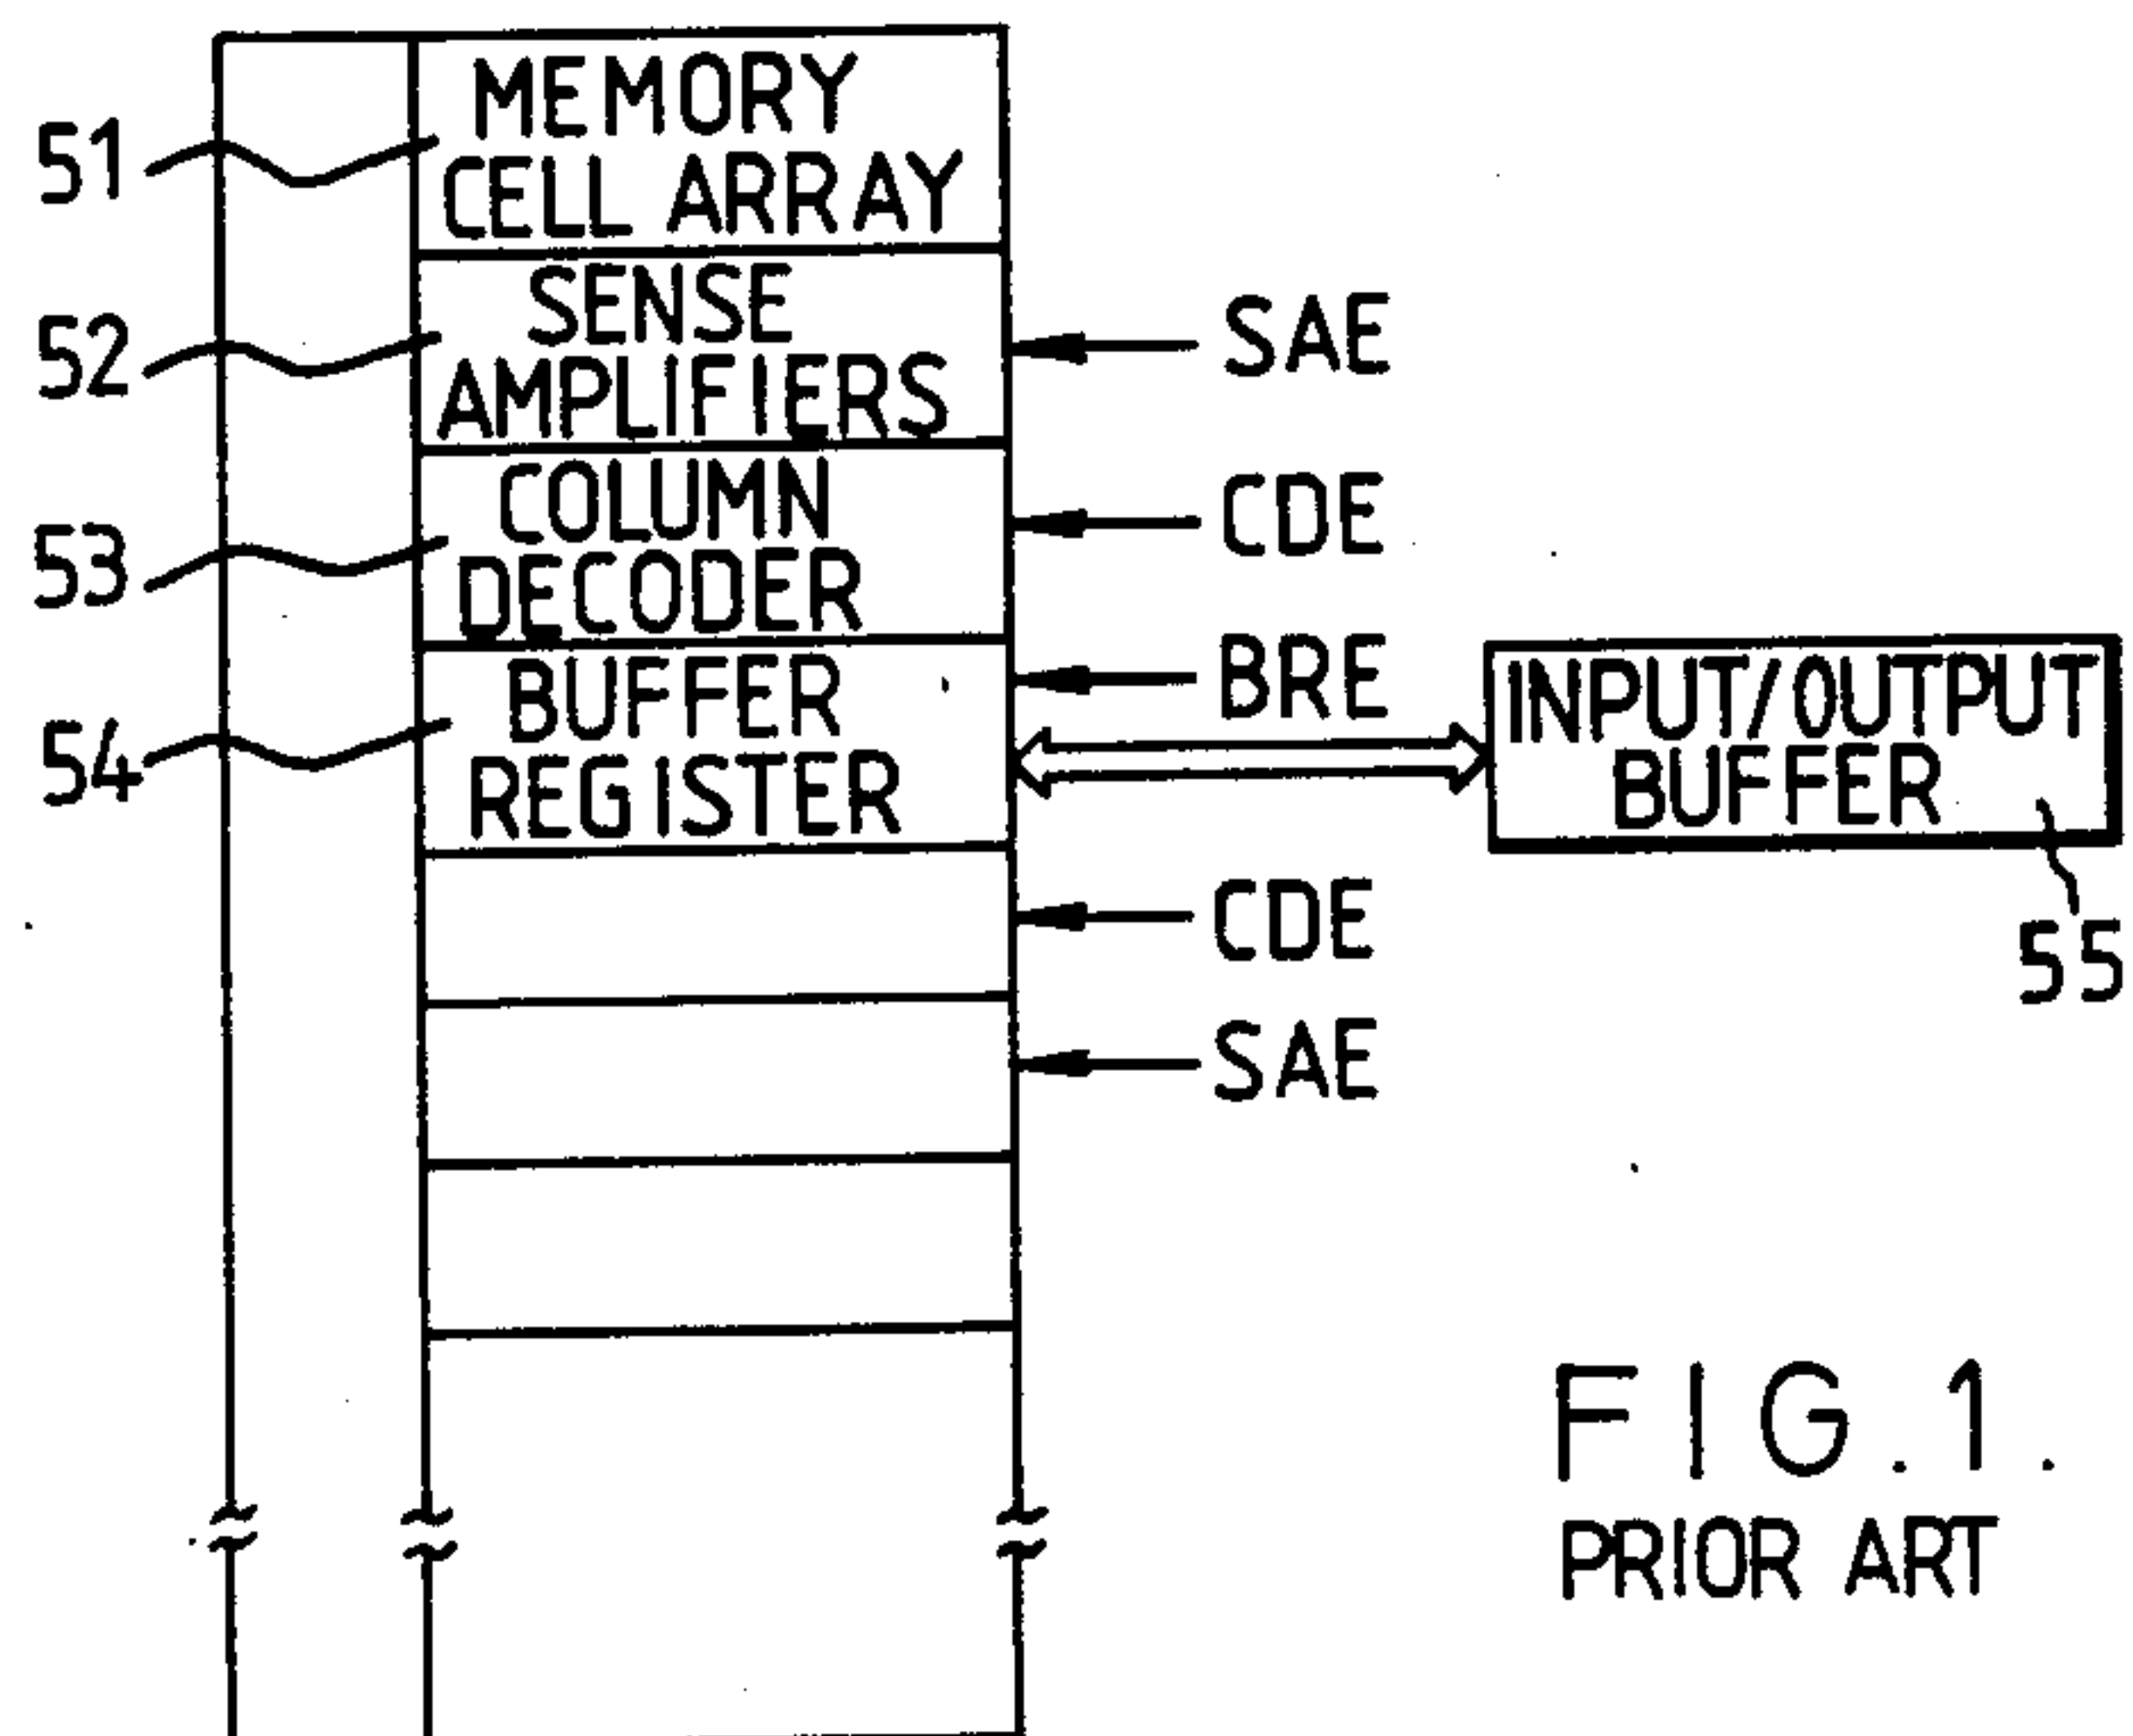 MEMORY
CELL ARRAY
51
SENSE
AMPLIFIERS
52
SAE
COLUMN
DECODER
53
CDE
BUFFER
REGISTER
54
BRE
INPUT/OUTPUT
BUFFER
55
CDE
SAE
FIG.1.
PRIOR ART